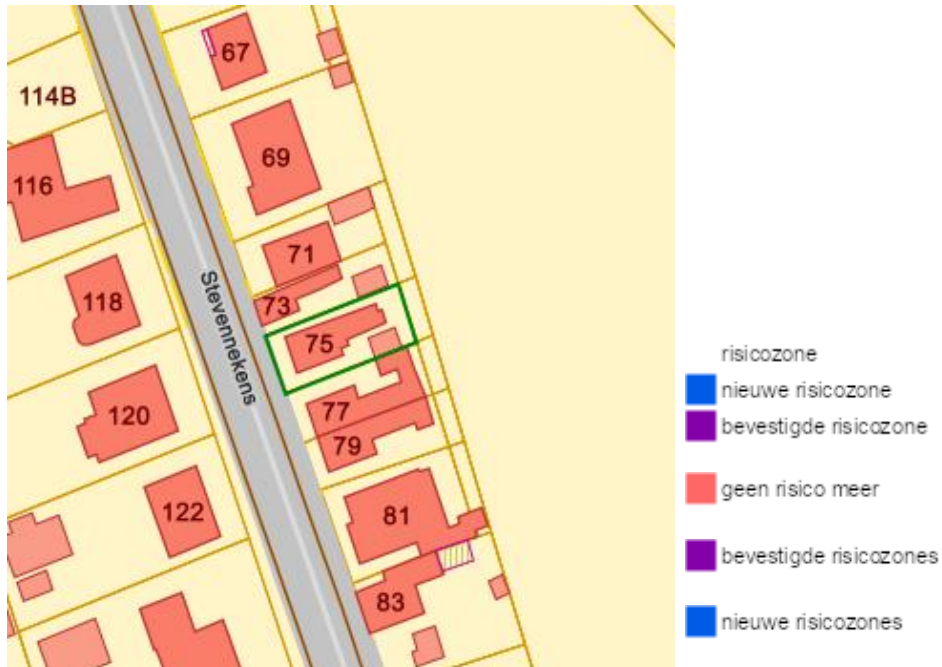 67
114B
69
116
71
118
73
Stevennekens
75
77
120
79
122
81
83
risicozone
nieuwe risicozone
bevestigde risicozone
geen risico meer
bevestigde risicozones
nieuwe risicozones